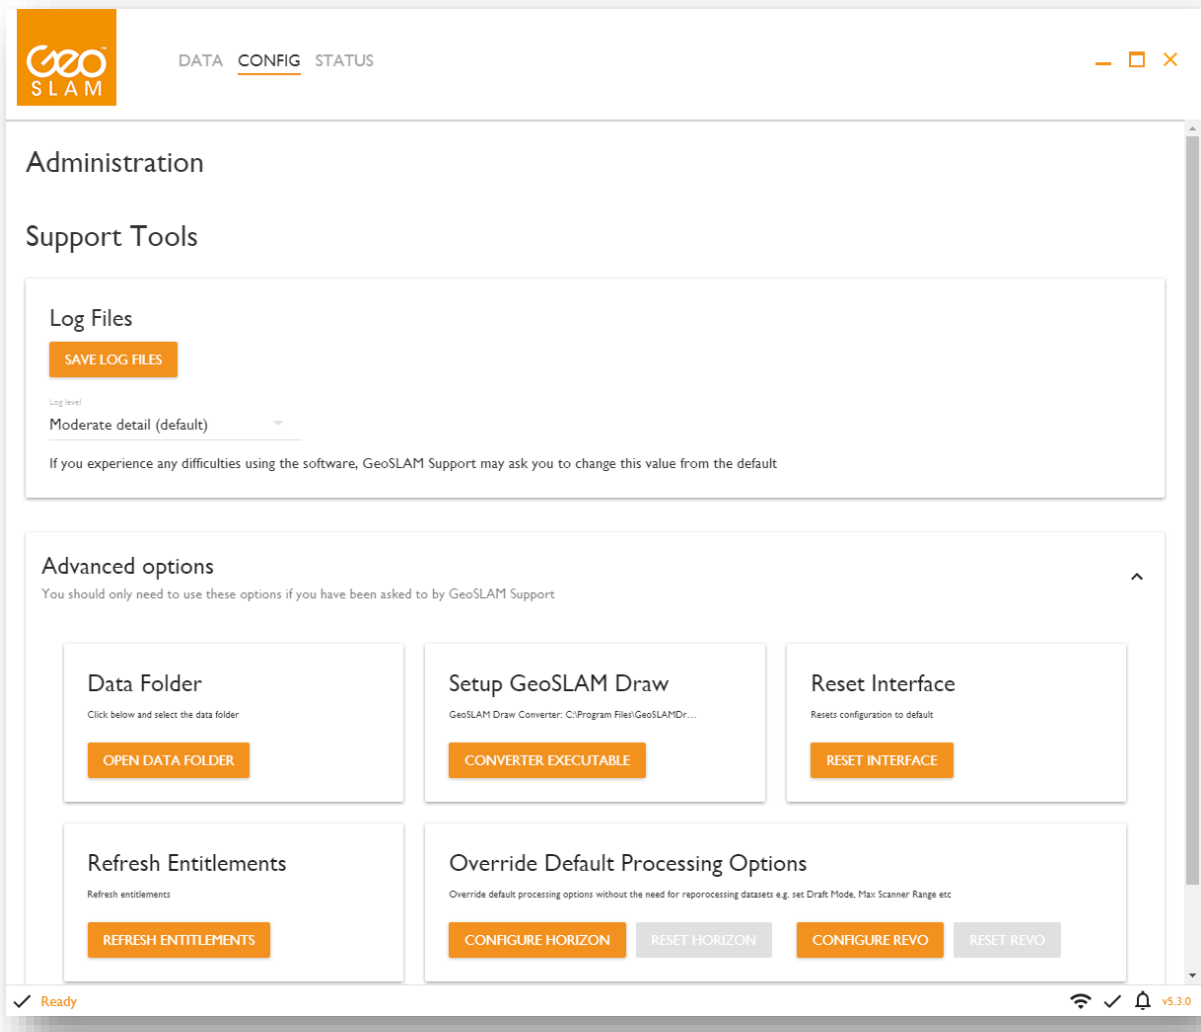 Geo™
SLAM
DATA CONFIG STATUS
Administration
Support Tools
Log Files
SAVE LOG FILES
Log level
Moderate detail (default)
If you experience any difficulties using the software, GeoSLAM Support may ask you to change this value from the default
Advanced options
You should only need to use these options if you have been asked to by GeoSLAM Support
Data Folder
Click below and select the data folder
OPEN DATA FOLDER
Setup GeoSLAM Draw
GeoSLAM Draw Converter: C:\Program Files\GeoSLAMDr...
CONVERTER EXECUTABLE
Reset Interface
Resets configuration to default
RESET INTERFACE
Refresh Entitlements
Refresh entitlements
REFRESH ENTITLEMENTS
Override Default Processing Options
Override default processing options without the need for reporocessing datasets e.g. set Draft Mode, Max Scanner Range etc
CONFIGURE HORIZON RESET HORIZON CONFIGURE REVO RESET REVO
Ready
v5.3.0